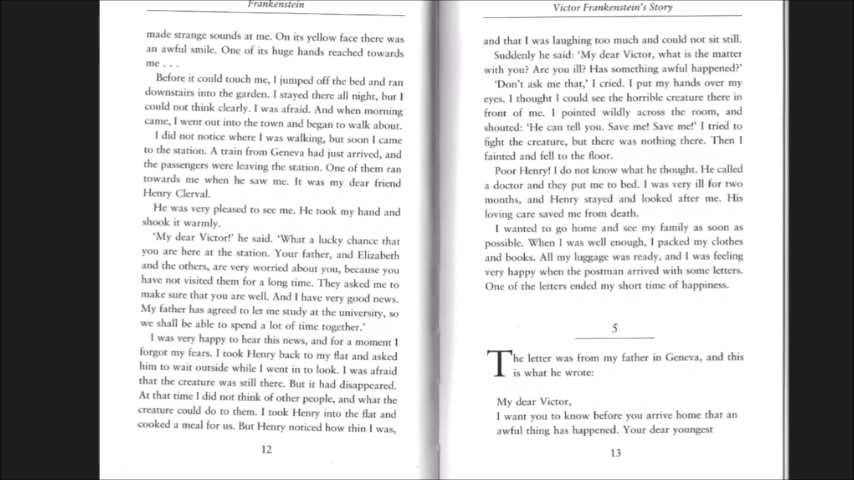 Frankenstein
made strange sounds at me. On its yellow face there was
an awful smile. One of its huge hands reached towards
me . . .
Before it could touch me, I jumped off the bed and ran
downstairs into the garden. I stayed there all night, but I
could not think clearly. I was afraid. And when morning
came, I went out into the town and began to walk about.
I did not notice where I was walking, but soon I came
to the station. A train from Geneva had just arrived, and
the passengers were leaving the station. One of them ran
towards me when he saw me. It was my dear friend
Henry Clerval.
He was very pleased to see me. He took my hand and
shook it warmly.
'My dear Victor!' he said. 'What a lucky chance that
you are here at the station. Your father, and Elizabeth
and the others, are very worried about you, because you
have not visited them for a long time. They asked me to
make sure that you are well. And I have very good news.
My father has agreed to let me study at the university, so
we shall be able to spend a lot of time together.'
I was very happy to hear this news, and for a moment I
forgot my fears. I took Henry back to my flat and asked
him to wait outside while I went in to look. I was afraid
that the creature was still there. But it had disappeared.
At that time I did not think of other people, and what the
creature could do to them. I took Henry into the flat and
cooked a meal for us. But Henry noticed how thin I was,
12
Victor Frankenstein's Story
and that I was laughing too much and could not sit still.
Suddenly he said: 'My dear Victor, what is the matter
with you? Are you ill? Has something awful happened?'
'Don't ask me that,' I cried. I put my hands over my
eyes. I thought I could see the horrible creature there in
front of me. I pointed wildly across the room, and
shouted: 'He can tell you. Save me! Save me!' I tried to
fight the creature, but there was nothing there. Then I
fainted and fell to the floor.
Poor Henry! I do not know what he thought. He called
a doctor and they put me to bed. I was very ill for two
months, and Henry stayed and looked after me. His
loving care saved me from death.
I wanted to go home and see my family as soon as
possible. When I was well enough, I packed my clothes
and books. All my luggage was ready, and I was feeling
very happy when the postman arrived with some letters.
One of the letters ended my short time of happiness.
5
The letter was from my father in Geneva, and this
is what he wrote:
My dear Victor,
I want you to know before you arrive home that an
awful thing has happened. Your dear youngest
13